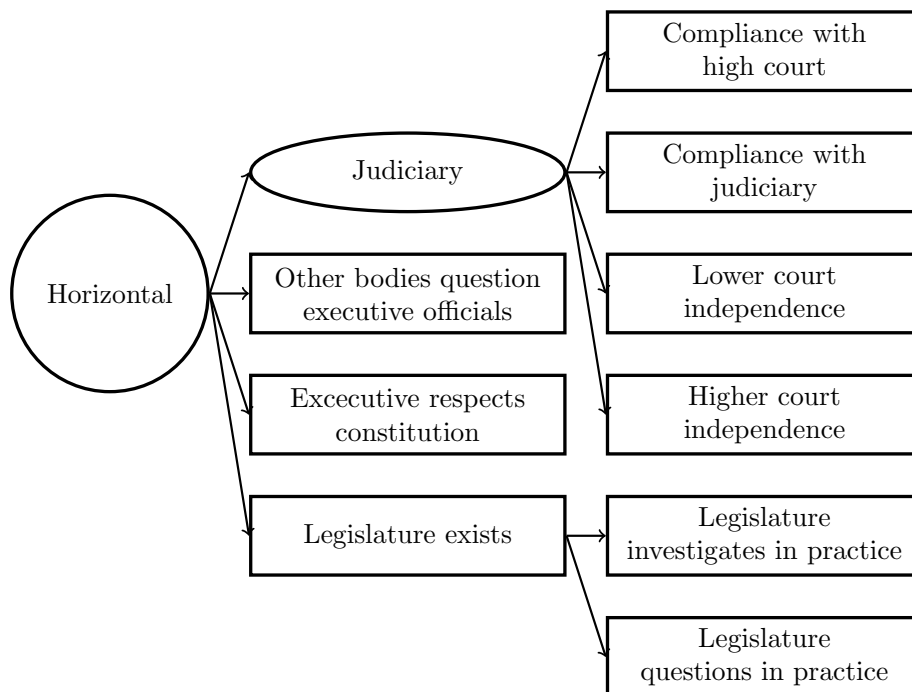 Horizontal
Judiciary
Other bodies question
executive officials
Excecutive respects
constitution
Legislature exists
Compliance with
high court
Compliance with
judiciary
Lower court
independence
Higher court
independence
Legislature
investigates in practice
Legislature
questions in practice